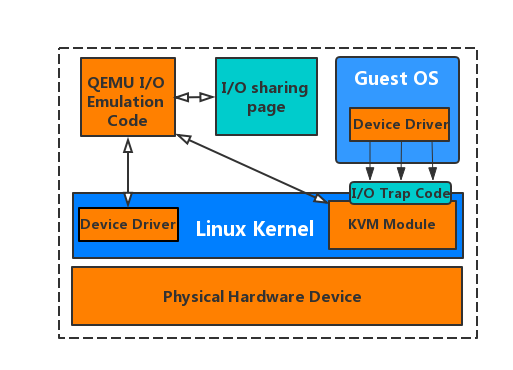 QEMU I/O
Emulation
Code
I/O sharing
page
Guest OS
Device Driver
I/O Trap Code
Device Driver
Linux Kernel
KVM Module
Physical Hardware Device